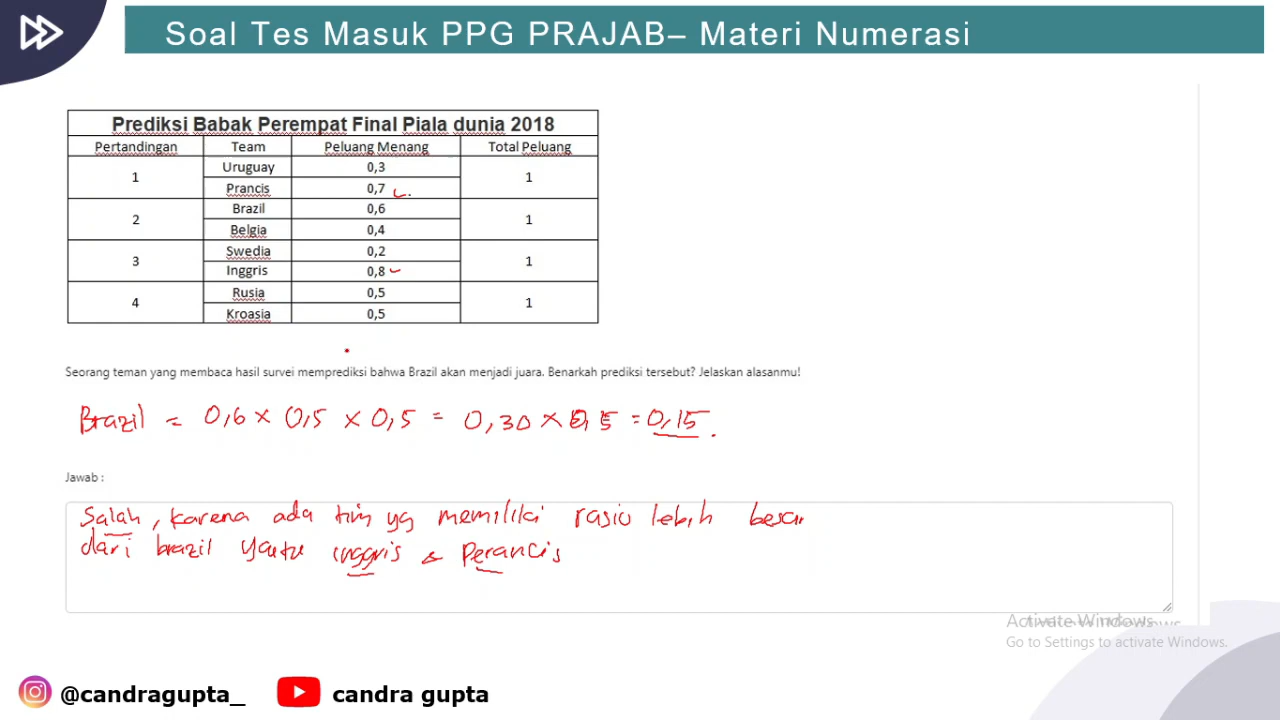 Soal Tes Masuk PPG PRAJAB– Materi Numerasi
Prediksi Babak Perempat Final Piala dunia 2018
Pertandingan Team Peluang Menang Total Peluang
1 Uruguay 0,3 1
Prancis 0,7
2 Brazil 0,6 1
Belgia 0,4
3 Swedia 0,2 1
Inggris 0,8
4 Rusia 0,5 1
Kroasia 0,5
Seorang teman yang membaca hasil survei memprediksi bahwa Brazil akan menjadi juara. Benarkah prediksi tersebut? Jelaskan alasanmu!
Brazil = 0,6 × 0,5 × 0,5 = 0,30 × 0,5 = 0,15.
Jawab :
Salah, karena ada tim yg memiliki rasio lebih besar
dari brazil yaitu inggris & Perancis
Activate Windows
Go to Settings to activate Windows.
@candragupta_ candra gupta